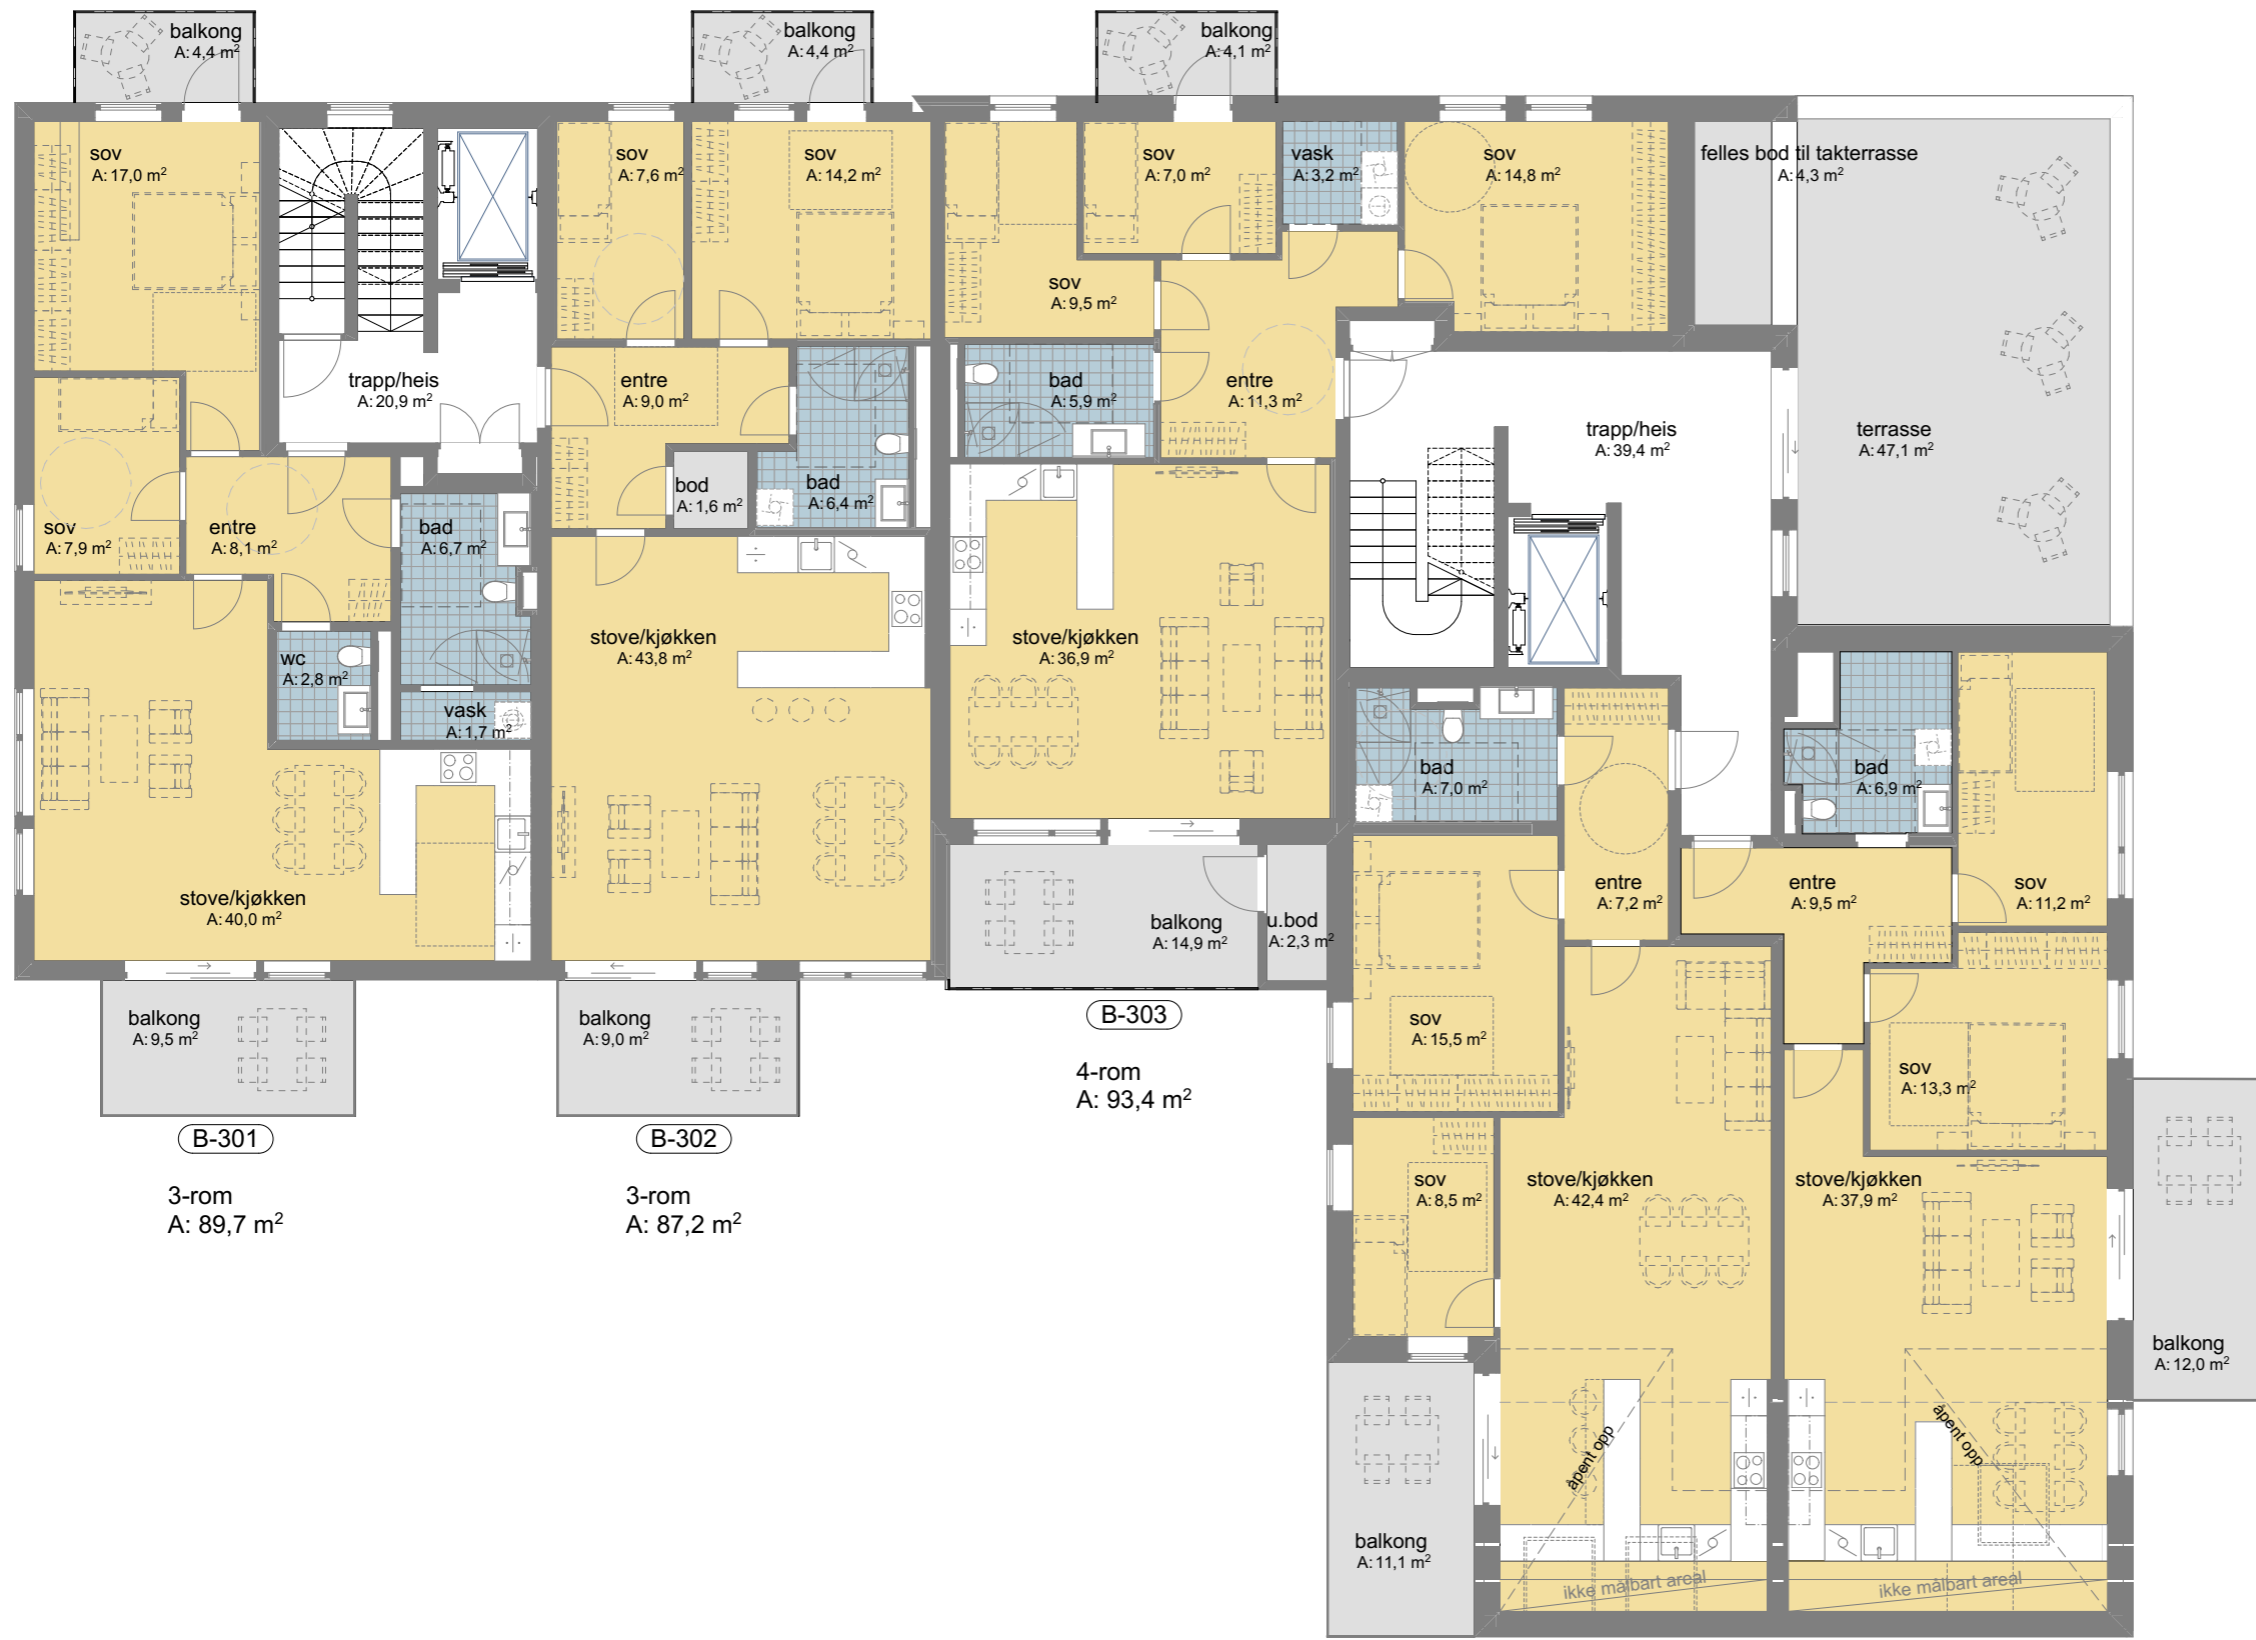 balkong
A: 4,4 m²
balkong
A: 4,4 m²
balkong
A: 4,1 m²
sov
A: 17,0 m²
sov
A: 7,6 m²
sov
A: 14,2 m²
sov
A: 7,0 m²
vask
A: 3,2 m²
sov
A: 14,8 m²
felles bod til takterrasse
A: 4,3 m²
sov
A: 9,5 m²
trapp/heis
A: 20,9 m²
entre
A: 9,0 m²
bad
A: 5,9 m²
entre
A: 11,3 m²
trapp/heis
A: 39,4 m²
terrasse
A: 47,1 m²
sov
A: 7,9 m²
entre
A: 8,1 m²
bad
A: 6,7 m²
bod
A: 1,6 m²
bad
A: 6,4 m²
stove/kjøkken
A: 43,8 m²
stove/kjøkken
A: 36,9 m²
wc
A: 2,8 m²
vask
A: 1,7 m²
bad
A: 7,0 m²
bad
A: 6,9 m²
stove/kjøkken
A: 40,0 m²
balkong
A: 14,9 m²
u.bod
A: 2,3 m²
entre
A: 7,2 m²
entre
A: 9,5 m²
sov
A: 11,2 m²
balkong
A: 9,5 m²
balkong
A: 9,0 m²
B-303
sov
A: 15,5 m²
sov
A: 13,3 m²
4-rom
A: 93,4 m²
B-301
B-302
3-rom
A: 89,7 m²
3-rom
A: 87,2 m²
sov
A: 8,5 m²
stove/kjøkken
A: 42,4 m²
stove/kjøkken
A: 37,9 m²
balkong
A: 12,0 m²
åpent opp
åpent opp
balkong
A: 11,1 m²
ikke målbart areal
ikke målbart areal